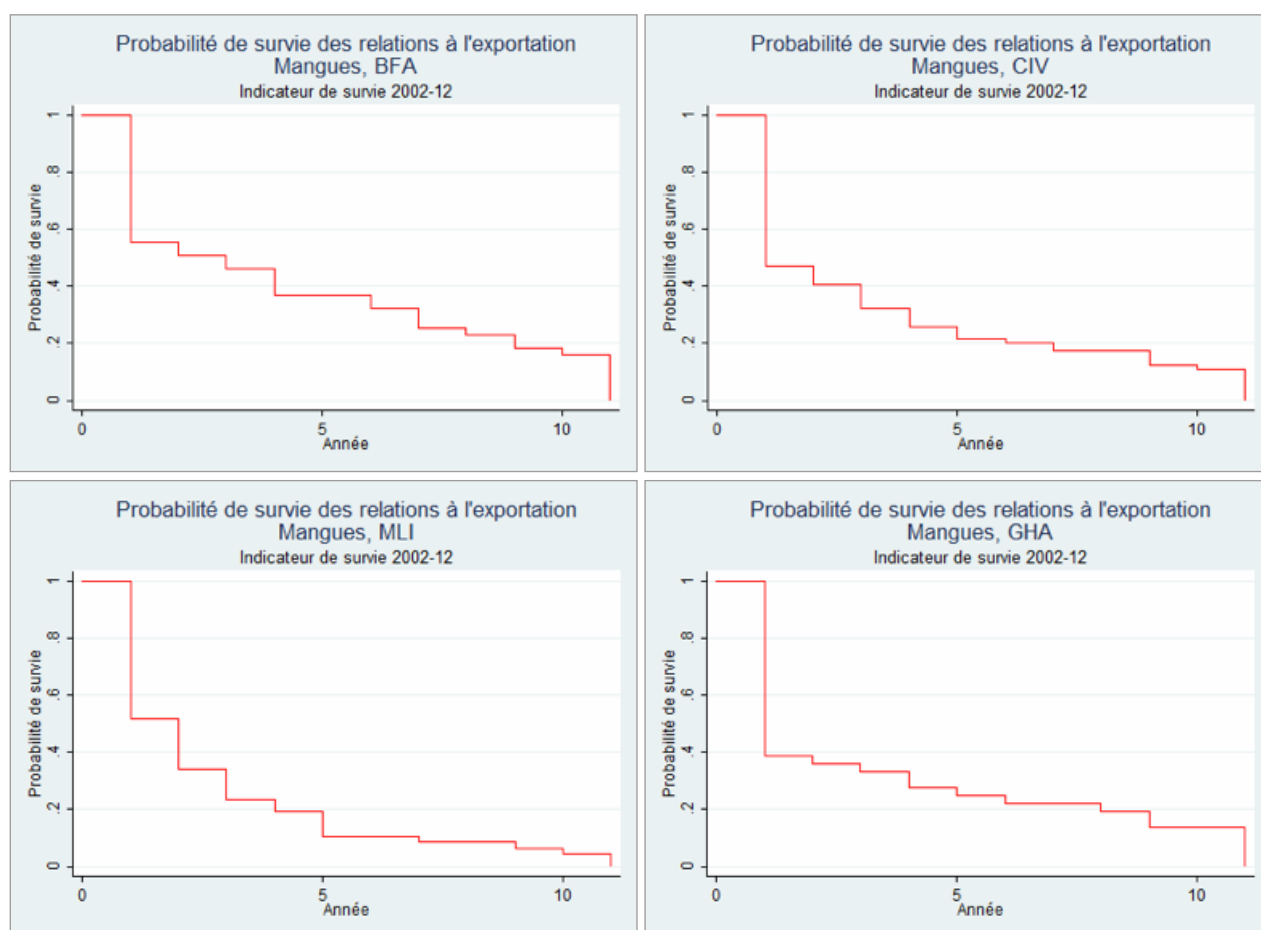 Probabilité de survie des relations à l'exportation
Mangues, BFA
Indicateur de survie 2002-12
Probabilité de survie
1
.8
.6
.4
.2
0
0 5 10
Année
Probabilité de survie des relations à l'exportation
Mangues, CIV
Indicateur de survie 2002-12
Probabilité de survie
1
.8
.6
.4
.2
0
0 5 10
Année
Probabilité de survie des relations à l'exportation
Mangues, MLI
Indicateur de survie 2002-12
Probabilité de survie
1
.8
.6
.4
.2
0
0 5 10
Année
Probabilité de survie des relations à l'exportation
Mangues, GHA
Indicateur de survie 2002-12
Probabilité de survie
1
.8
.6
.4
.2
0
0 5 10
Année